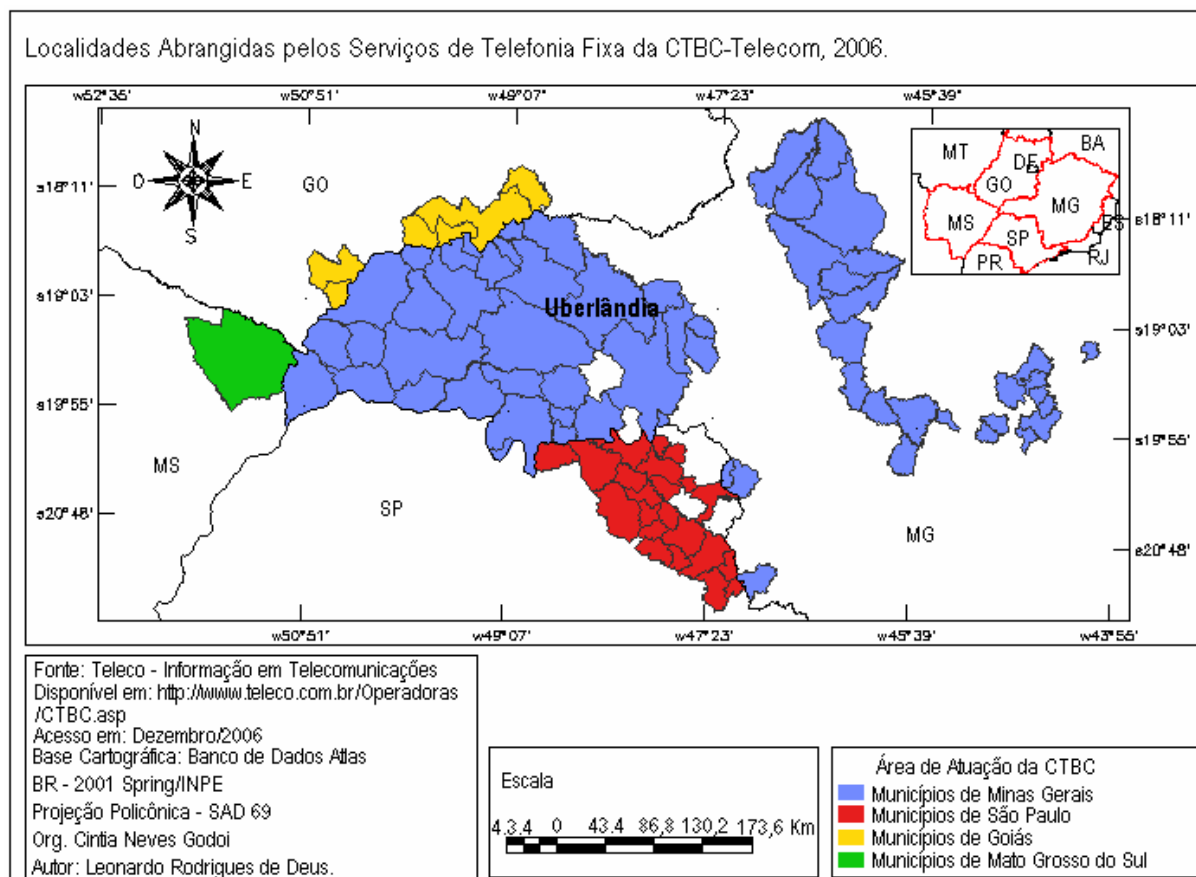 Localidades Abrangidas pelos Serviços de Telefonia Fixa da CTBC-Telecom, 2006.
w52°35' w50°51' w49°07' w47°23' w45°39'
N
O E
S
GO
s18°11'
s19°03'
s19°55'
s20°48'
Uberlândia
MS
SP
MG
MT
BA
DF
GO
MG
MS
ES
SP
RJ
PR
s18°11'
s19°03'
s19°55'
s20°48'
w50°51' w49°07' w47°23' w45°39' w43°55'
Fonte: Teleco - Informação em Telecomunicações
Disponível em: http://www.teleco.com.br/Operadoras
/CTBC.asp
Acesso em: Dezembro/2006
Base Cartográfica: Banco de Dados Atlas
BR - 2001 Spring/INPE
Projeção Policônica - SAD 69
Org. Cintia Neves Godoi
Autor: Leonardo Rodrigues de Deus.
Escala
4.3.4 0 43.4 86,8 130,2 173,6 Km
Área de Atuação da CTBC
Municípios de Minas Gerais
Municípios de São Paulo
Municípios de Goiás
Municípios de Mato Grosso do Sul